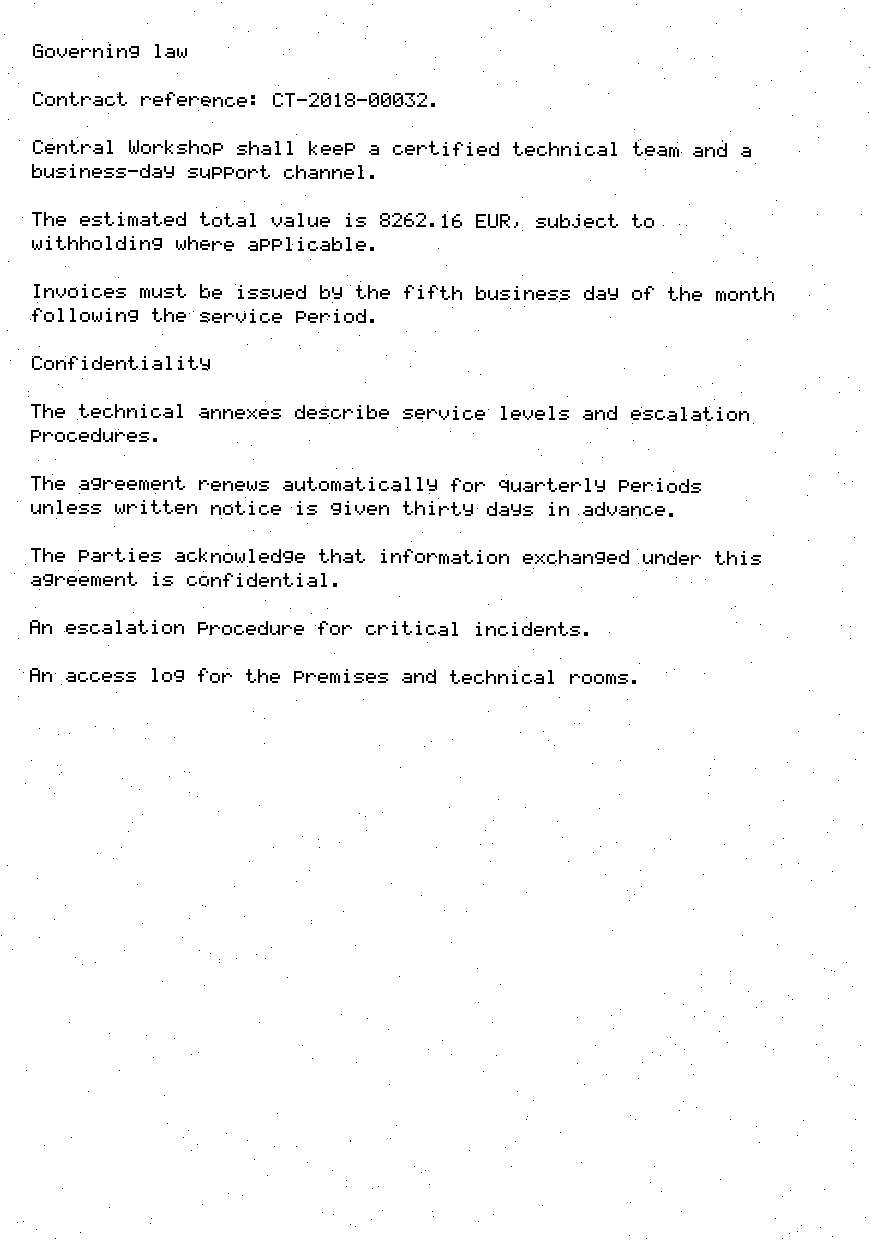 Governing law
Contract reference: CT-2018-00032.
Central Workshop shall keep a certified technical team and a
business-day support channel.
The estimated total value is 8262.16 EUR, subject to
withholding where applicable.
Invoices must be issued by the fifth business day of the month
following the service period.
Confidentiality
The technical annexes describe service levels and escalation
procedures.
The agreement renews automatically for quarterly periods
unless written notice is given thirty days in advance.
The parties acknowledge that information exchanged under this
agreement is confidential.
An escalation procedure for critical incidents.
An access log for the premises and technical rooms.